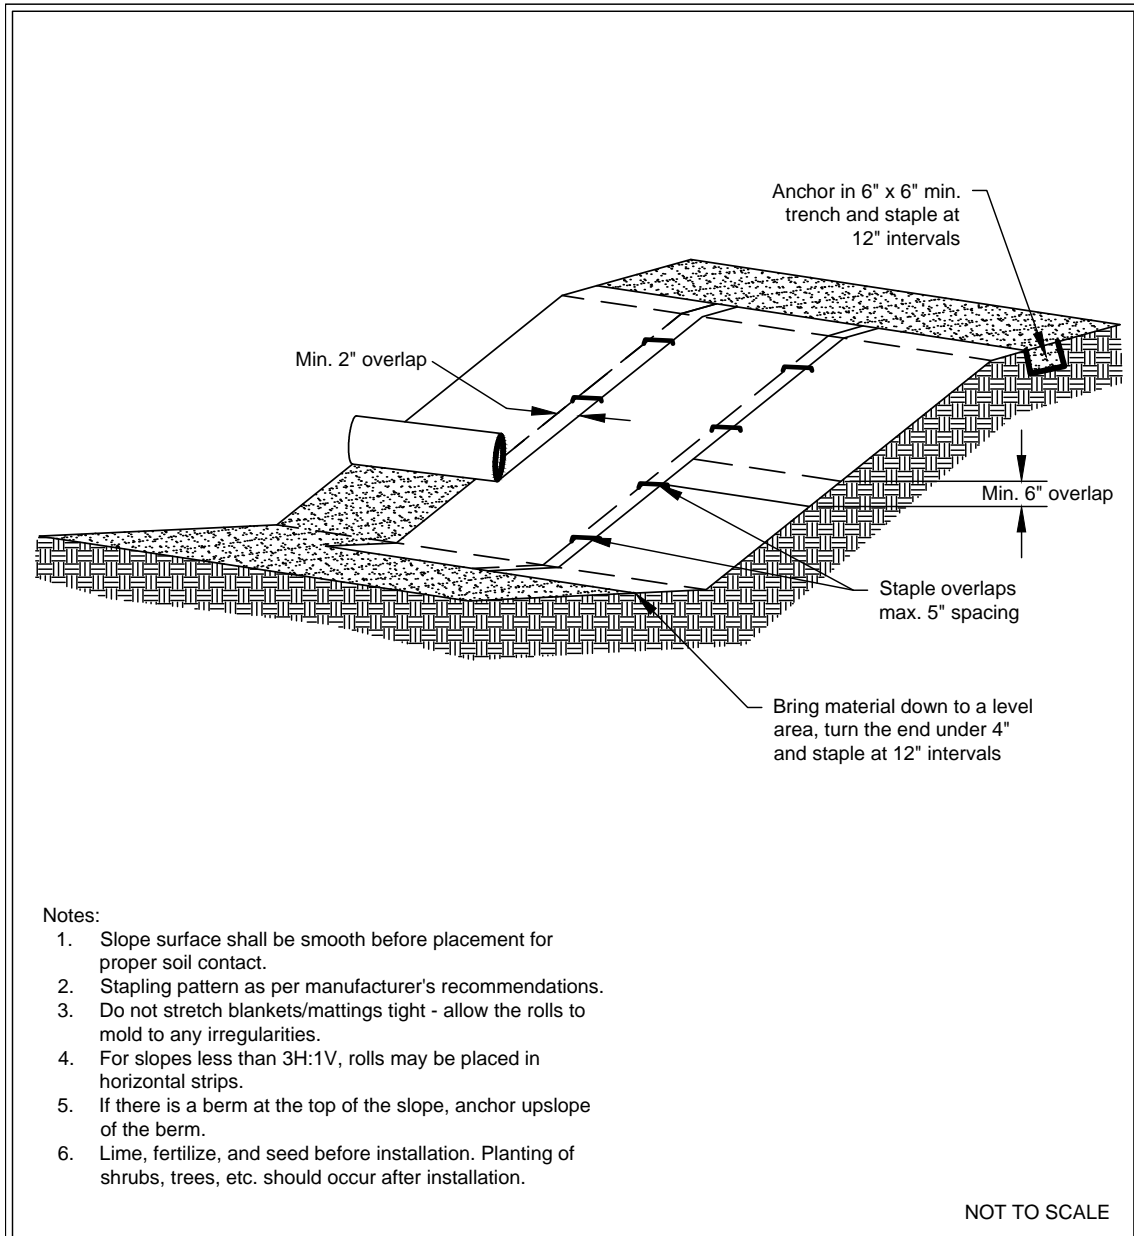 Anchor in 6" x 6" min.
trench and staple at
12" intervals
Min. 2" overlap
Min. 6" overlap
Staple overlaps
max. 5" spacing
Bring material down to a level
area, turn the end under 4"
and staple at 12" intervals
Notes:
1. Slope surface shall be smooth before placement for
proper soil contact.
2. Stapling pattern as per manufacturer's recommendations.
3. Do not stretch blankets/mattings tight - allow the rolls to
mold to any irregularities.
4. For slopes less than 3H:1V, rolls may be placed in
horizontal strips.
5. If there is a berm at the top of the slope, anchor upslope
of the berm.
6. Lime, fertilize, and seed before installation. Planting of
shrubs, trees, etc. should occur after installation.
NOT TO SCALE